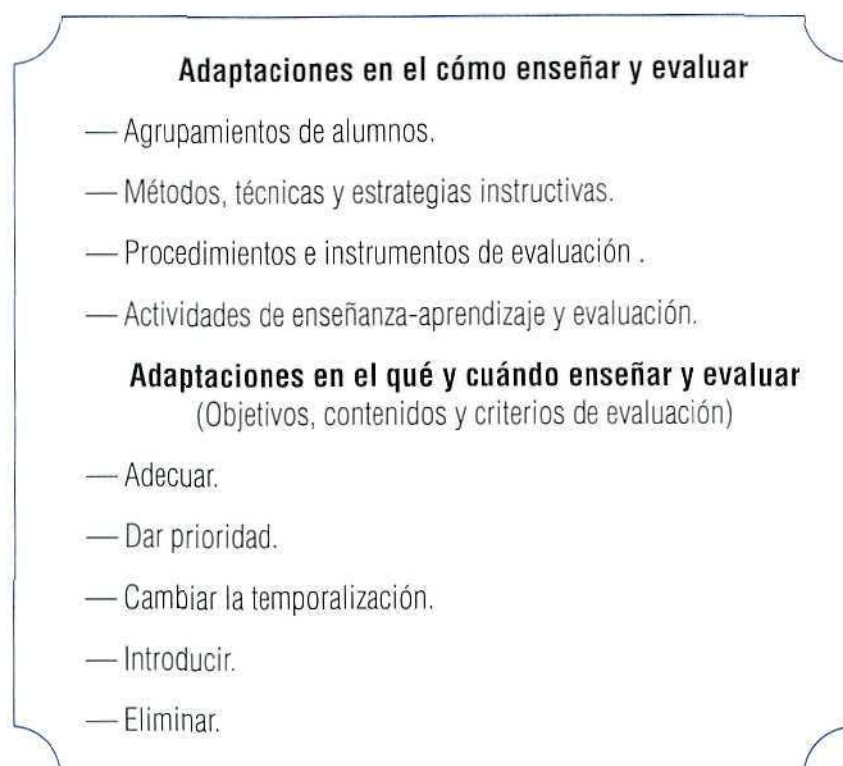 Adaptaciones en el cómo enseñar y evaluar
— Agrupamientos de alumnos.
— Métodos, técnicas y estrategias instructivas.
— Procedimientos e instrumentos de evaluación .
— Actividades de enseñanza-aprendizaje y evaluación.
Adaptaciones en el qué y cuándo enseñar y evaluar
(Objetivos, contenidos y criterios de evaluación)
— Adecuar.
— Dar prioridad.
— Cambiar la temporalización.
— Introducir.
— Eliminar.